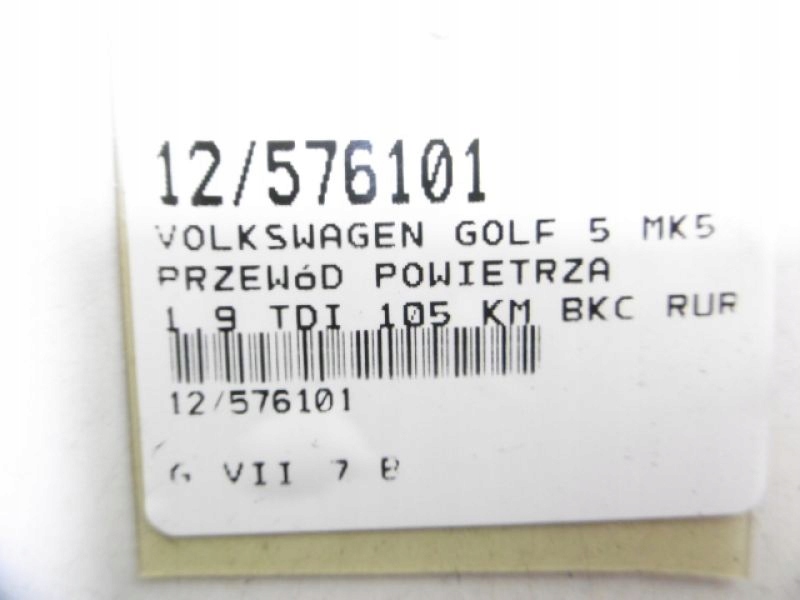 12/576101
VOLKSWAGEN GOLF 5 MK5
PRZEWóD POWIETRZA
1.9 TDI 105 KM BKC RUR
12/576101
G VII 7 B